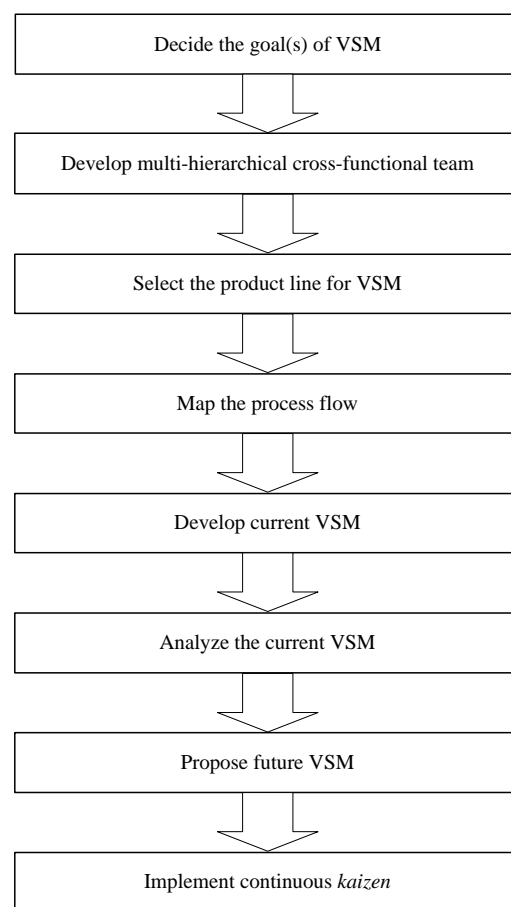 Decide the goal(s) of VSM
Develop multi-hierarchical cross-functional team
Select the product line for VSM
Map the process flow
Develop current VSM
Analyze the current VSM
Propose future VSM
Implement continuous kaizen